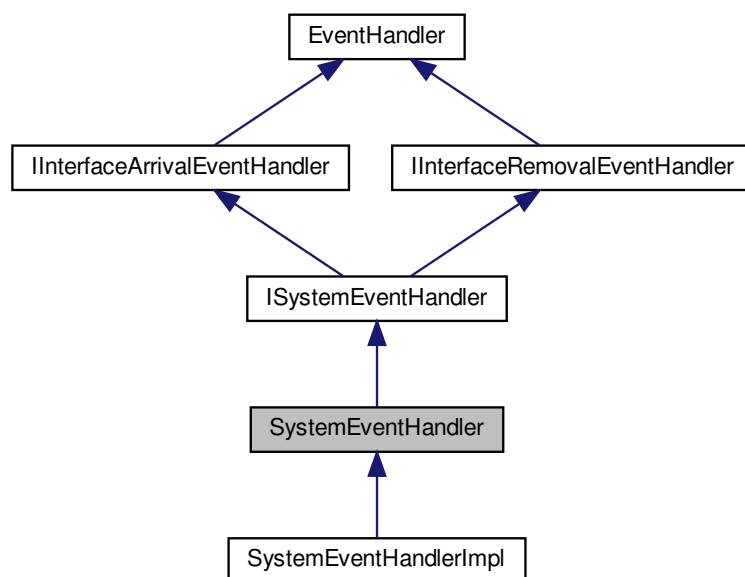 EventHandler
IInterfaceArrivalEventHandler
IInterfaceRemovalEventHandler
ISystemEventHandler
SystemEventHandler
SystemEventHandlerImpl